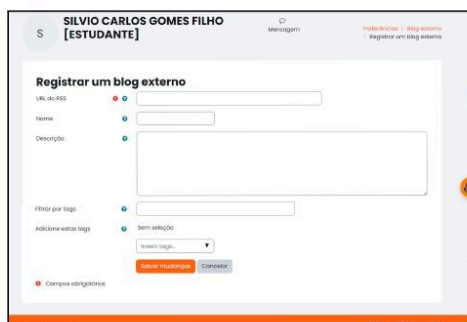 S
SILVIO CARLOS GOMES FILHO
[ESTUDANTE]
Mensagem
Preferências / Blog externo
/ Registrar um blog externo
Registrar um blog externo
URL do RSS
Nome
Descrição
Filtrar por tags
Adicione estas tags
Sem seleção
Inserir tags...
Salvar mudanças
Cancelar
Campos obrigatórios